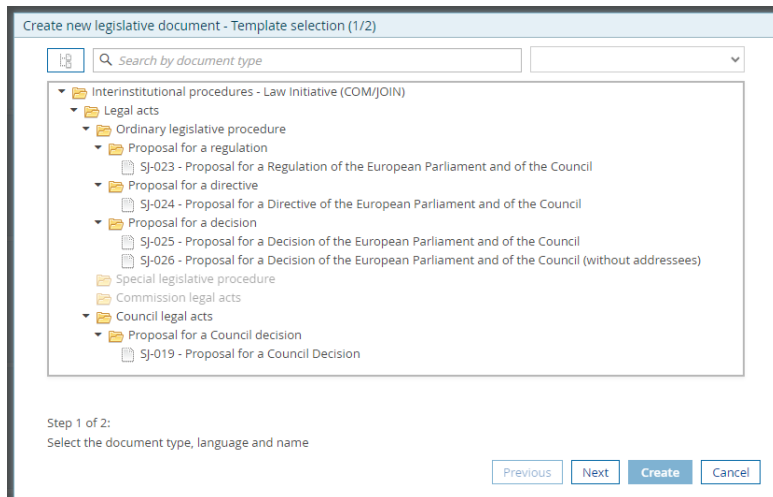 Create new legislative document - Template selection (1/2)
Search by document type
Interinstitutional procedures - Law Initiative (COM/JOIN)
Legal acts
Ordinary legislative procedure
Proposal for a regulation
SJ-023 - Proposal for a Regulation of the European Parliament and of the Council
Proposal for a directive
SJ-024 - Proposal for a Directive of the European Parliament and of the Council
Proposal for a decision
SJ-025 - Proposal for a Decision of the European Parliament and of the Council
SJ-026 - Proposal for a Decision of the European Parliament and of the Council (without addressees)
Special legislative procedure
Commission legal acts
Council legal acts
Proposal for a Council decision
SJ-019 - Proposal for a Council Decision
Step 1 of 2:
Select the document type, language and name
Previous Next Create Cancel